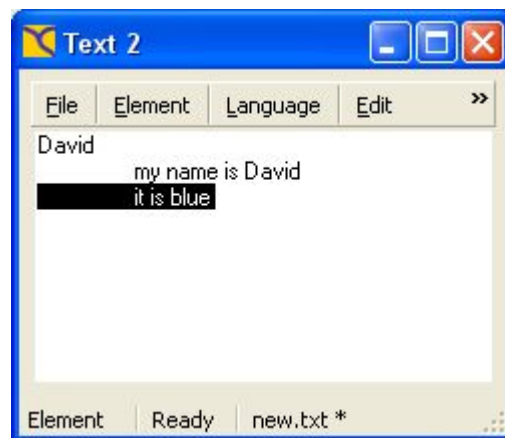 Text 2
File Element Language Edit »
David
my name is David
it is blue
Element Ready new.txt *